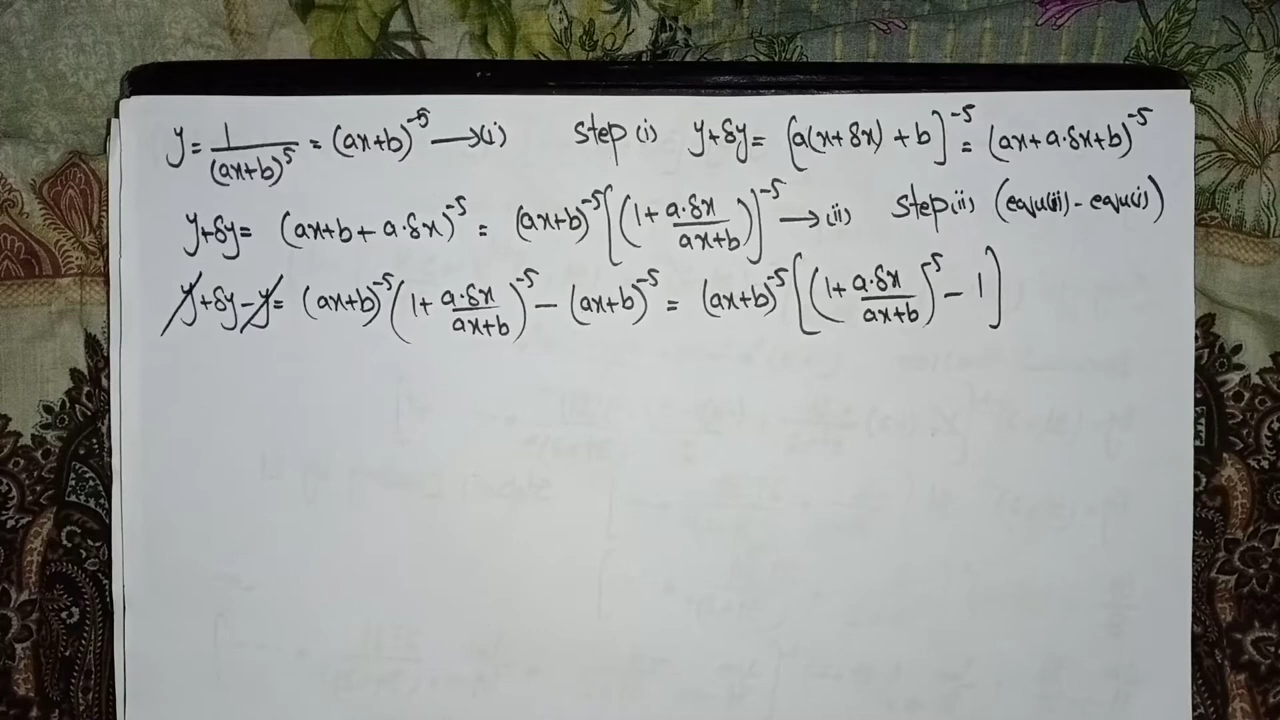 y = 1/(ax+b)^5 = (ax+b)^-5 → (i) Step (i) y+δy = [a(x+δx)+b]^-5 = (ax+a·δx+b)^-5
y+δy = (ax+b+a·δx)^-5 = (ax+b)^-5 [(1+ a·δx/(ax+b))]^-5 → (ii) Step (ii) (equ(ii) - equ(i))
y+δy-y = (ax+b)^-5 (1+ a·δx/(ax+b))^-5 - (ax+b)^-5 = (ax+b)^-5 [(1+ a·δx/(ax+b))^-5 - 1]